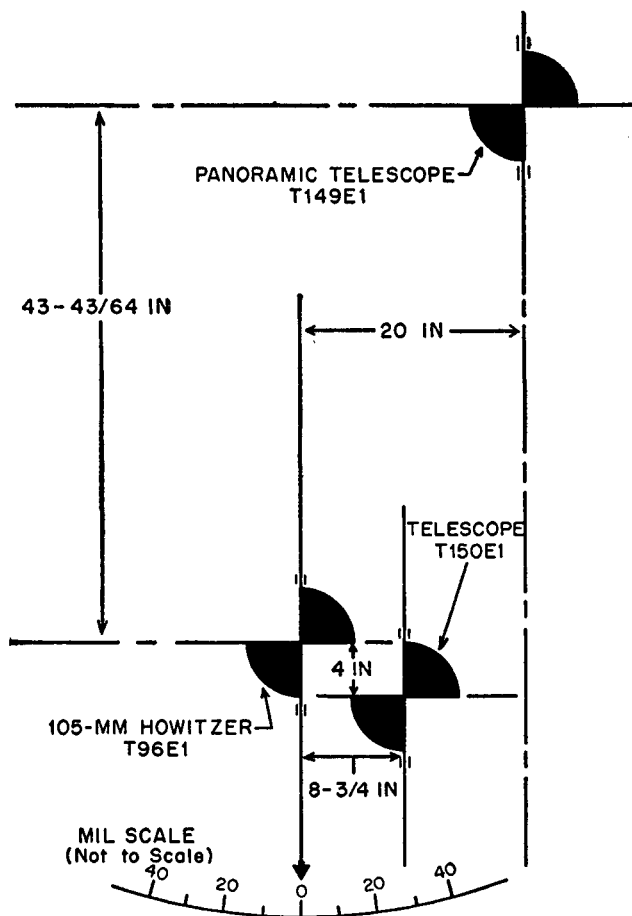 PANORAMIC TELESCOPE
T149E1
43-43/64 IN
20 IN
TELESCOPE
T150E1
4 IN
105-MM HOWITZER
T96E1
8-3/4 IN
MIL SCALE
(Not to Scale)
40 20 0 20 40